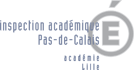 inspection académique
Pas-de-Calais
académie
Lille
É